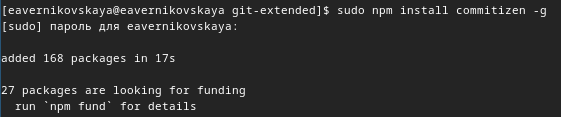 [eavernikovskaya@eavernikovskaya git-extended]$ sudo npm install commitizen -g
[sudo] пароль для eavernikovskaya:
added 168 packages in 17s
27 packages are looking for funding
run `npm fund` for details